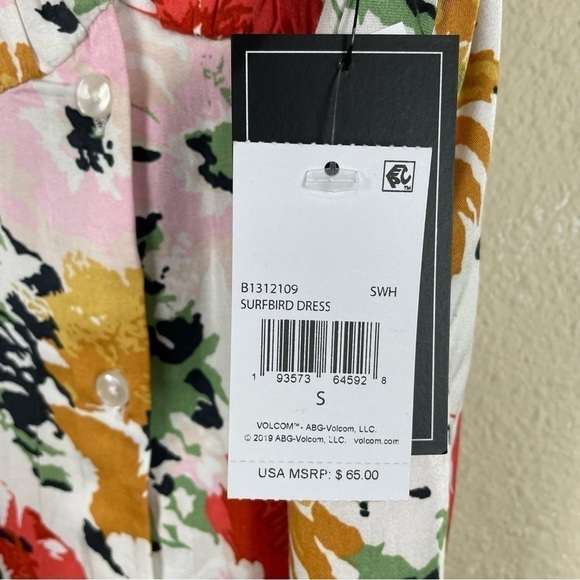 EPC™
B1312109 SWH
SURFBIRD DRESS
1 93573 64592 8
S
VOLCOM™- ABG-Volcom, LLC.
© 2019 ABG-Volcom, LLC. volcom.com
USA MSRP: $ 65.00